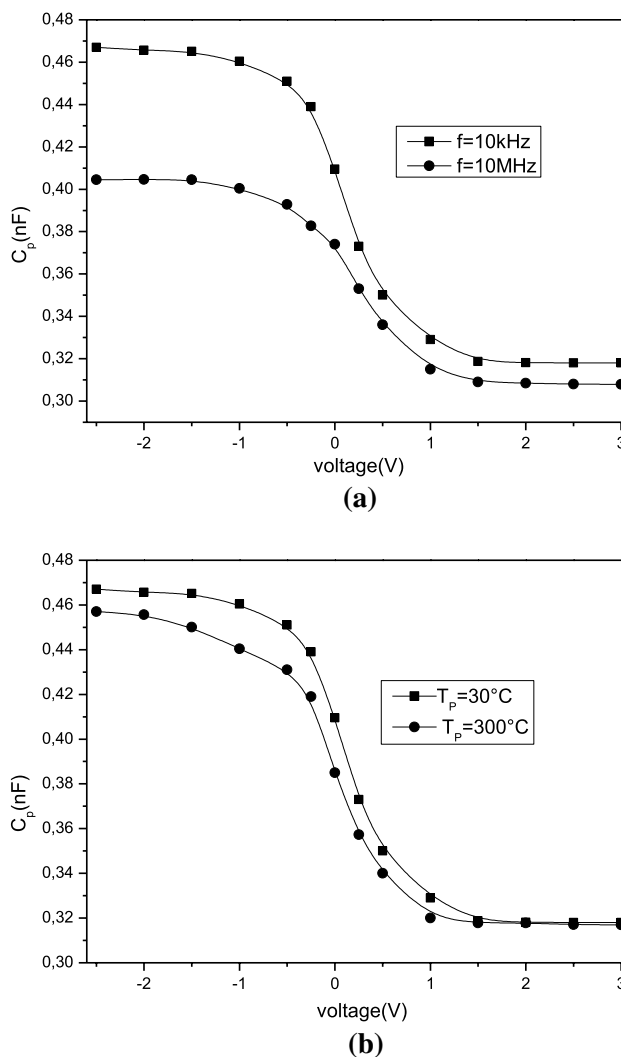 0,48
0,46
0,44
0,42
0,40
0,38
0,36
0,34
0,32
0,30
C_p(nF)
f=10kHz
f=10MHz
-2 -1 0 1 2 3
voltage(V)
(a)
0,48
0,46
0,44
0,42
0,40
0,38
0,36
0,34
0,32
0,30
C_p(nF)
T_P=30°C
T_P=300°C
-2 -1 0 1 2 3
voltage(V)
(b)